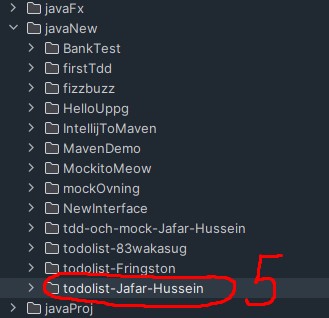 javaFx
javaNew
BankTest
firstTdd
fizzbuzz
HelloUppg
IntellijToMaven
MavenDemo
MockitoMeow
mockOvning
NewInterface
tdd-och-mock-Jafar-Hussein
todolist-83wakasug
todolist-Fringston
todolist-Jafar-Hussein 5
javaProj